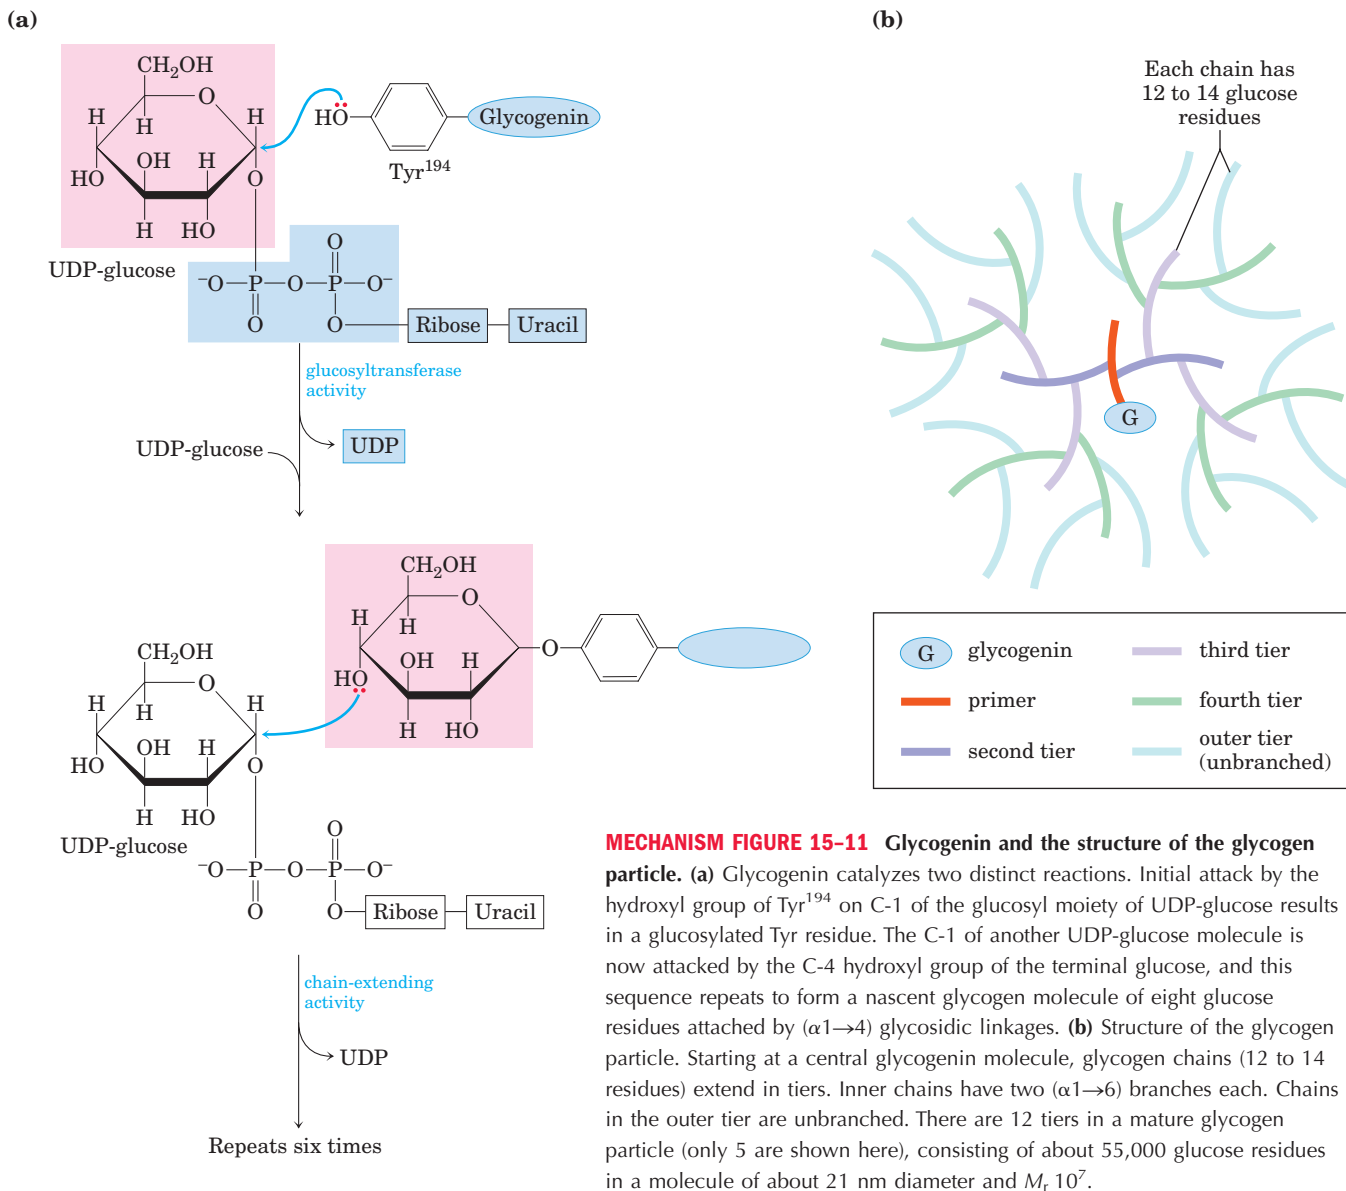 (a)
CH₂OH
O
H
H
H
OH
H
HO
H
HO
O
UDP-glucose
HO
Tyr¹⁹⁴
Glycogenin
O
⁻O—P—O—P—O⁻
O
O
Ribose
Uracil
glucosyltransferase
activity
UDP-glucose
UDP
CH₂OH
O
H
H
OH
H
HO
H
HO
O
CH₂OH
O
H
H
H
OH
H
HO
H
HO
O
UDP-glucose
O
⁻O—P—O—P—O⁻
O
O
Ribose
Uracil
chain-extending
activity
UDP
Repeats six times
(b)
Each chain has
12 to 14 glucose
residues
G
G glycogenin
primer
second tier
third tier
fourth tier
outer tier
(unbranched)
MECHANISM FIGURE 15–11 Glycogenin and the structure of the glycogen
particle. (a) Glycogenin catalyzes two distinct reactions. Initial attack by the
hydroxyl group of Tyr¹⁹⁴ on C-1 of the glucosyl moiety of UDP-glucose results
in a glucosylated Tyr residue. The C-1 of another UDP-glucose molecule is
now attacked by the C-4 hydroxyl group of the terminal glucose, and this
sequence repeats to form a nascent glycogen molecule of eight glucose
residues attached by (α1→4) glycosidic linkages. (b) Structure of the glycogen
particle. Starting at a central glycogenin molecule, glycogen chains (12 to 14
residues) extend in tiers. Inner chains have two (α1→6) branches each. Chains
in the outer tier are unbranched. There are 12 tiers in a mature glycogen
particle (only 5 are shown here), consisting of about 55,000 glucose residues
in a molecule of about 21 nm diameter and Mᵣ 10⁷.